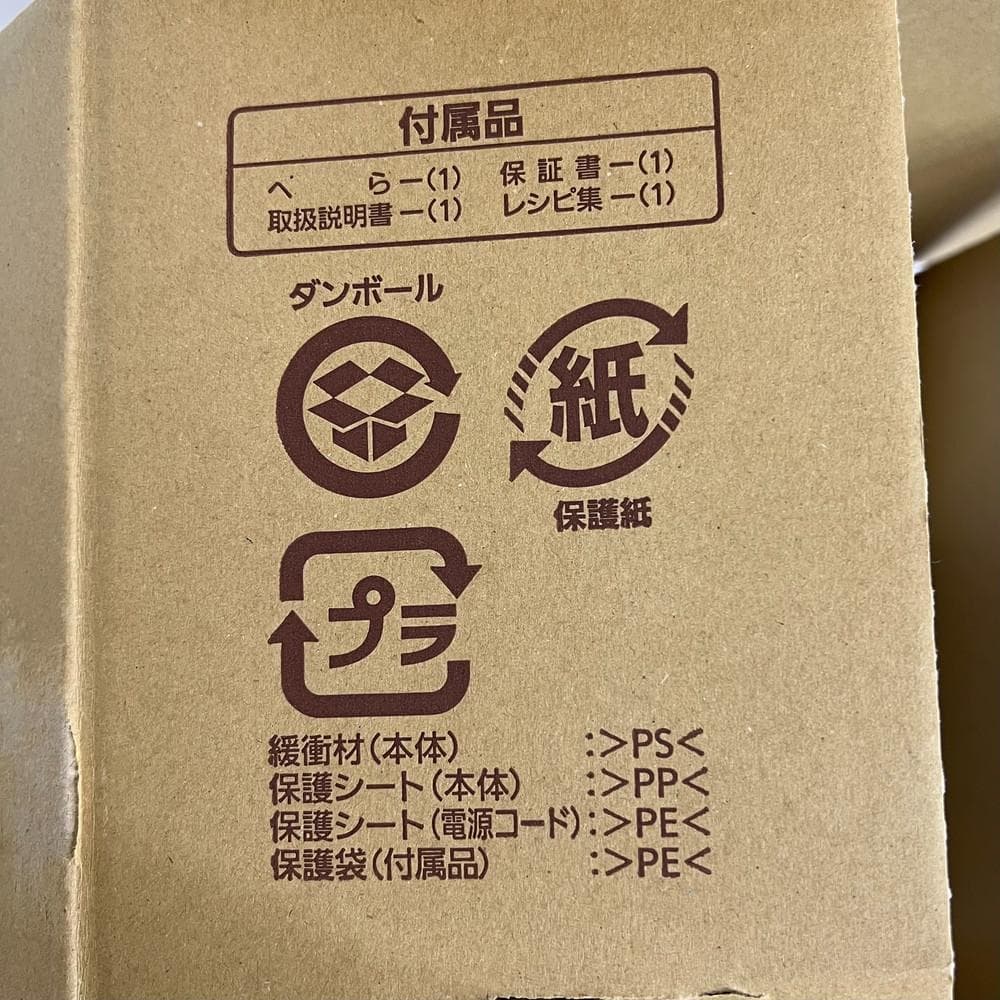 付属品
へら ー(1) 保証書 ー(1)
取扱説明書 ー(1) レシピ集 ー(1)
ダンボール
紙
保護紙
プラ
緩衝材(本体) :>PS<
保護シート(本体) :>PP<
保護シート(電源コード):>PE<
保護袋(付属品) :>PE<